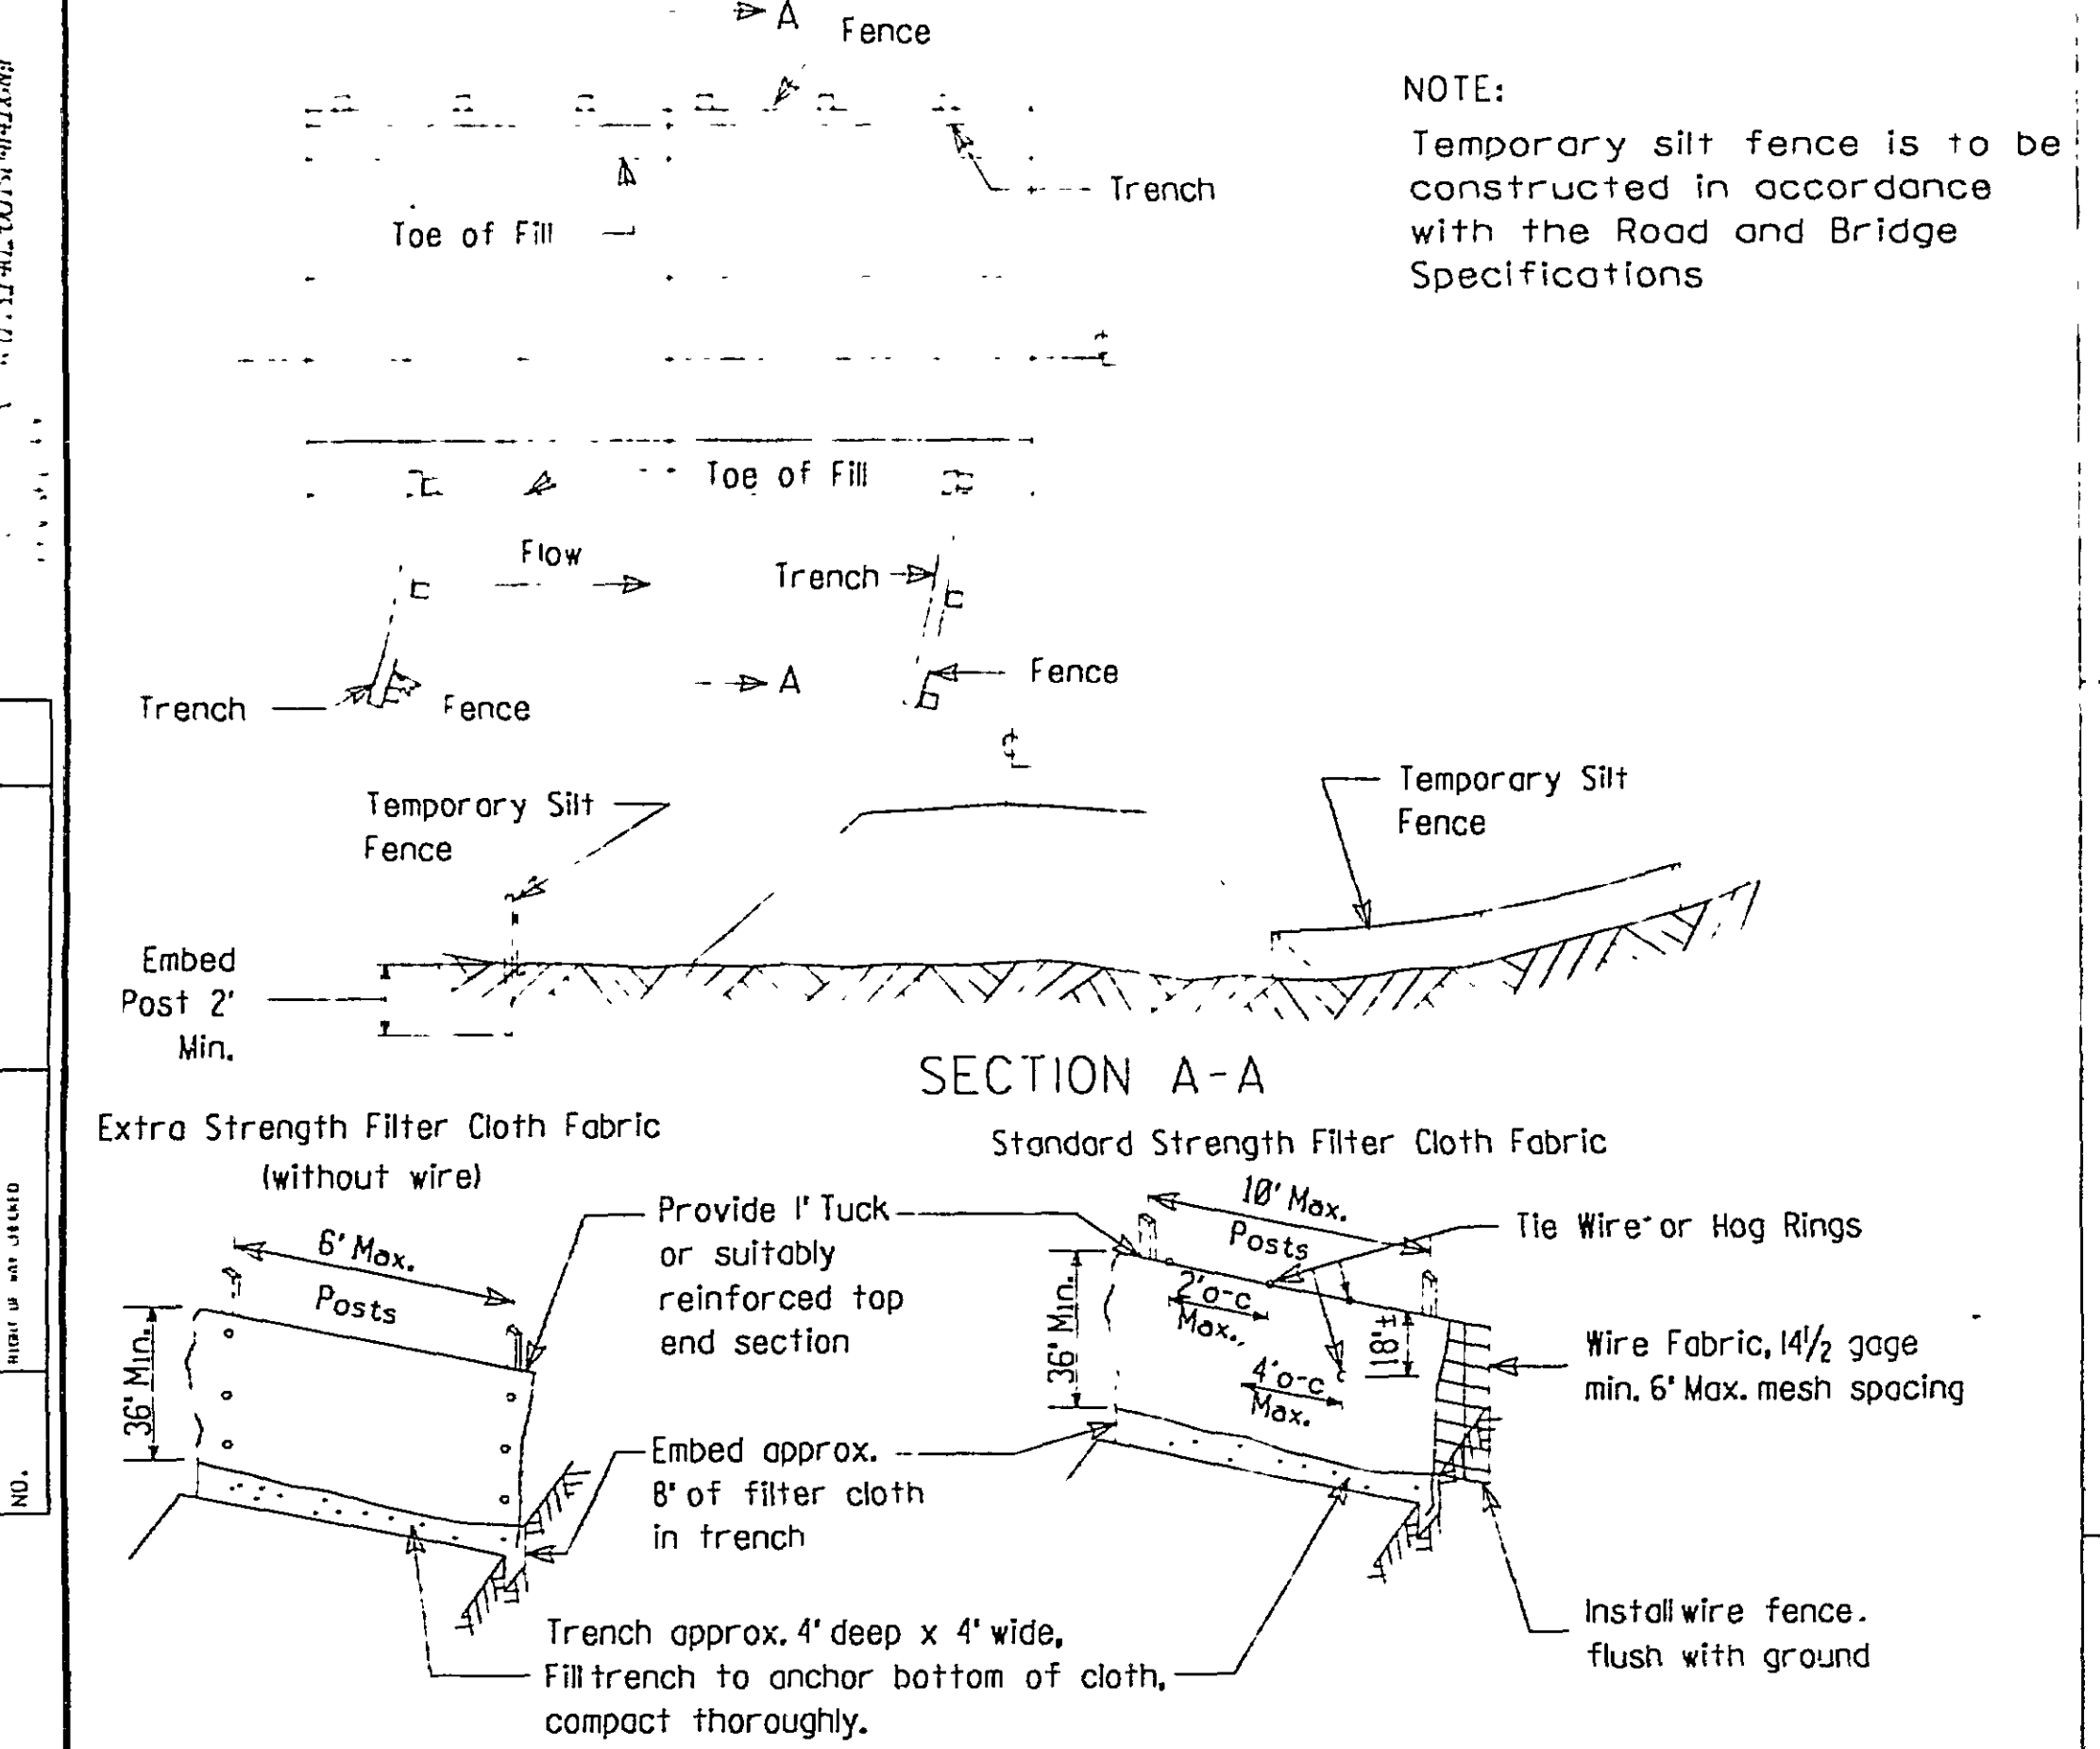 A
Fence
NOTE:
Temporary silt fence is to be
constructed in accordance
with the Road and Bridge
Specifications
Trench
Toe of Fill
Toe of Fill
Flow
Trench
Fence
A
Trench
Fence
Temporary Silt
Fence
Temporary Silt
Fence
Embed
Post 2'
Min.
SECTION A-A
Extra Strength Filter Cloth Fabric
(without wire)
Standard Strength Filter Cloth Fabric
6' Max.
Posts
36' Min.
Provide 1' Tuck
or suitably
reinforced top
end section
10' Max.
Posts
Tie Wire or Hog Rings
2' o-c
Max.
36' Min.
18'±
4' o-c
Max.
Wire Fabric, 14 1/2 gage
min. 6' Max. mesh spacing
Embed approx.
8' of filter cloth
in trench
Trench approx. 4' deep x 4' wide,
Fill trench to anchor bottom of cloth,
compact thoroughly.
Install wire fence.
flush with ground
NO.